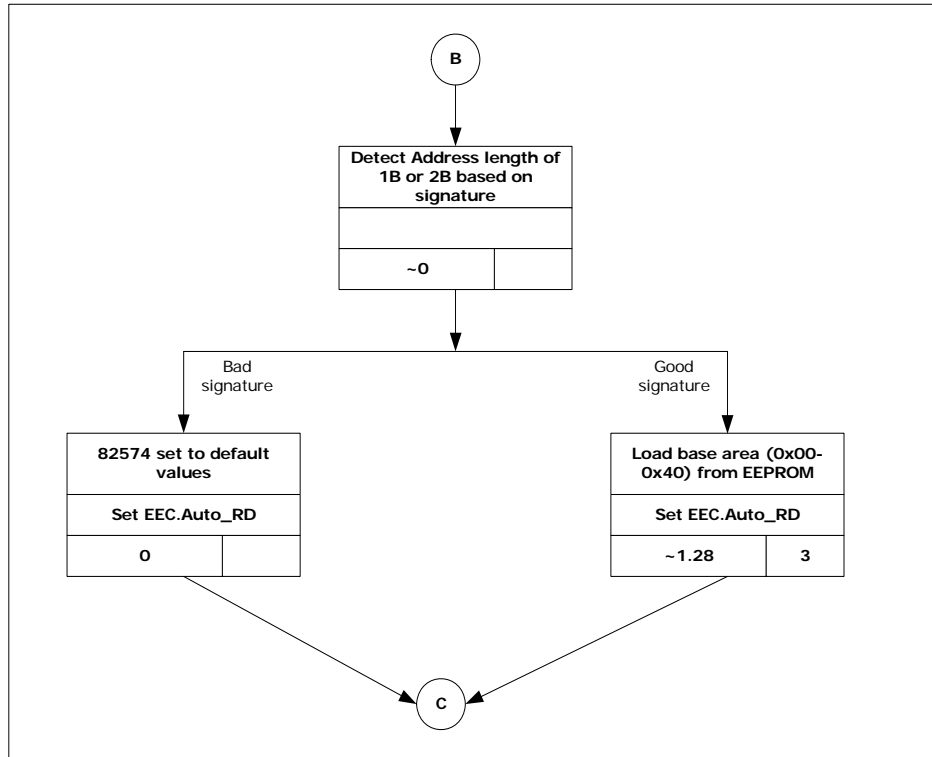 B
Detect Address length of
1B or 2B based on
signature
~0
Bad
signature
Good
signature
82574 set to default
values
Set EEC.Auto_RD
0
Load base area (0x00-
0x40) from EEPROM
Set EEC.Auto_RD
~1.28
3
C